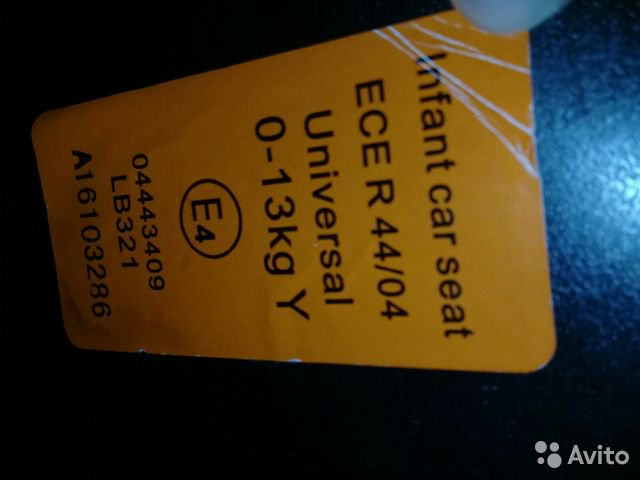 Infant car seat
ECE R 44/04
Universal
0-13kg Y
E4
04443409
LB321
A16103286
Avito